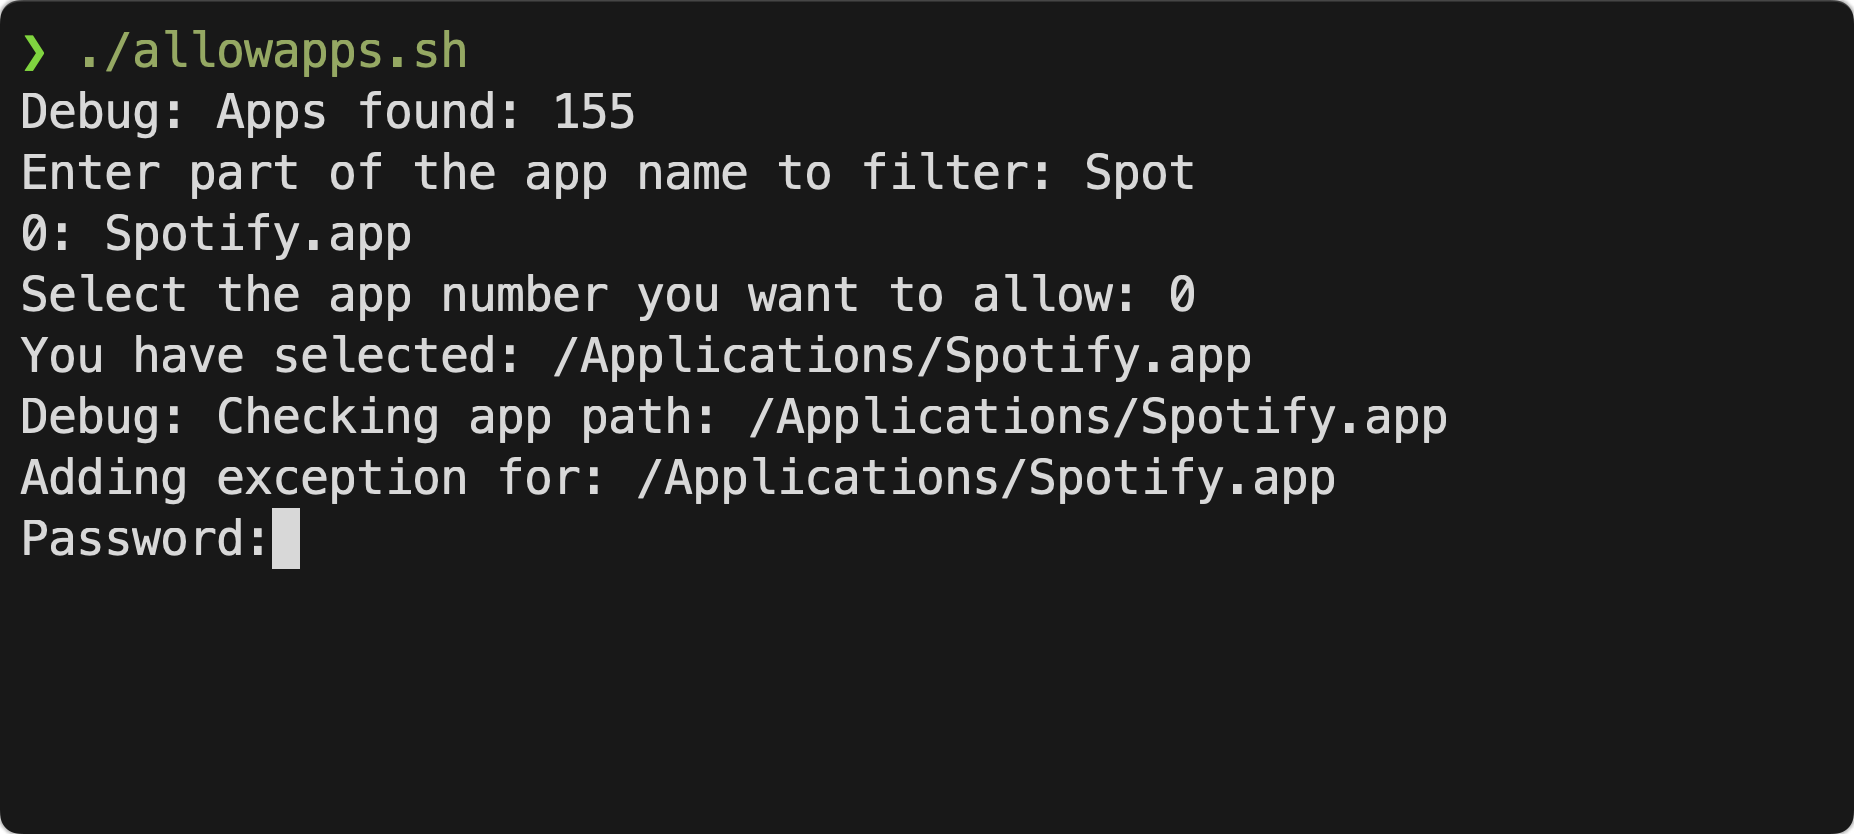 ❯ ./allowapps.sh
Debug: Apps found: 155
Enter part of the app name to filter: Spot
0: Spotify.app
Select the app number you want to allow: 0
You have selected: /Applications/Spotify.app
Debug: Checking app path: /Applications/Spotify.app
Adding exception for: /Applications/Spotify.app
Password: